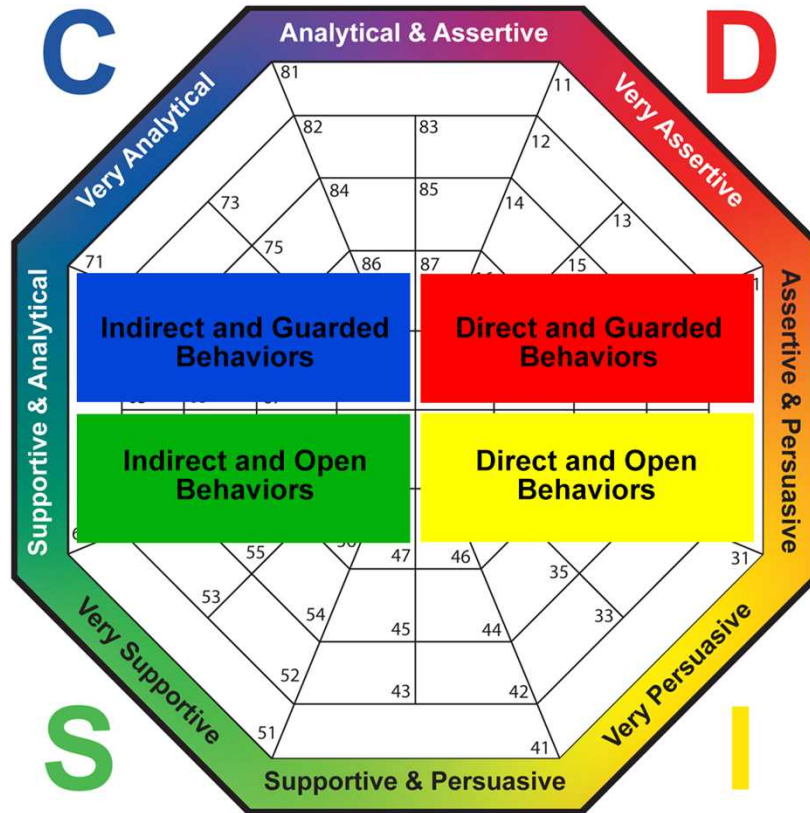 C
Analytical & Assertive
D
Very Analytical
Very Assertive
81
11
82
83
12
84
85
14
73
13
75
15
71
86
87
Indirect and Guarded
Behaviors
Direct and Guarded
Behaviors
Supportive & Analytical
Assertive & Persuasive
Indirect and Open
Behaviors
Direct and Open
Behaviors
47
46
55
35
31
53
54
45
44
33
52
43
42
51
41
Very Supportive
Very Persuasive
S
Supportive & Persuasive
I